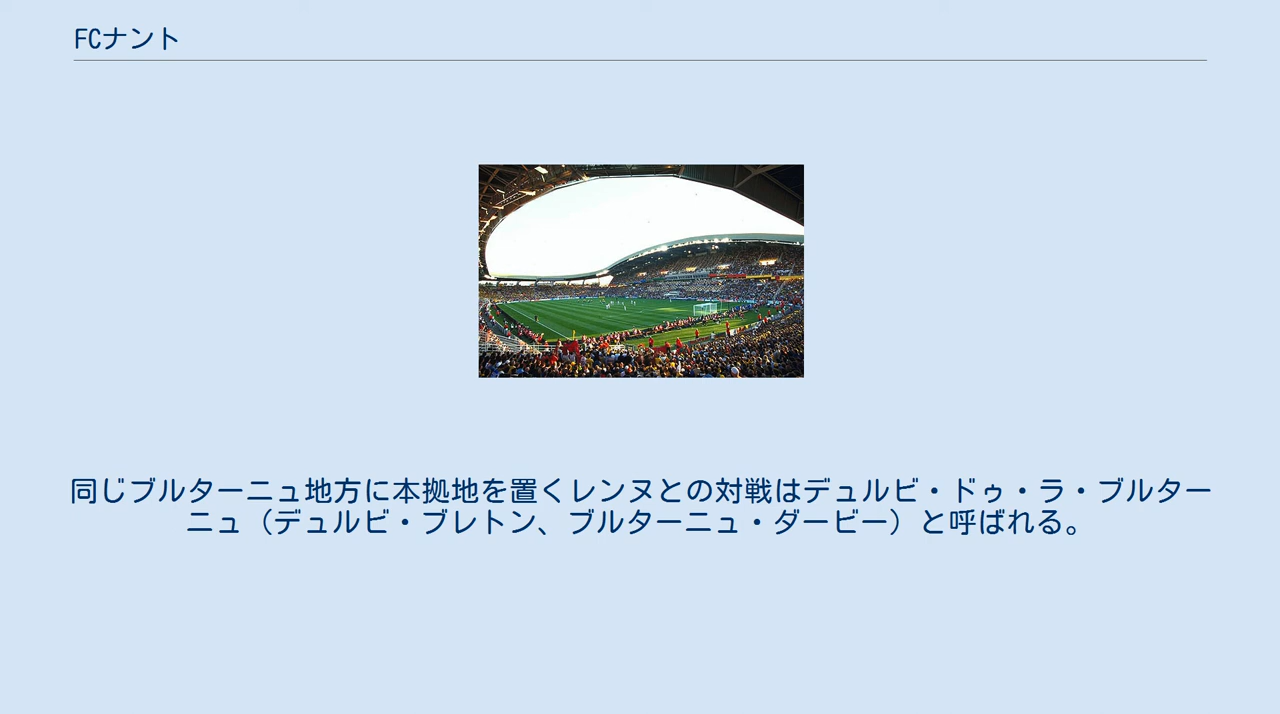 FCナント
同じブルターニュ地方に本拠地を置くレンヌとの対戦はデュルビ・ドゥ・ラ・ブルター
ニュ（デュルビ・ブレトン、ブルターニュ・ダービー）と呼ばれる。